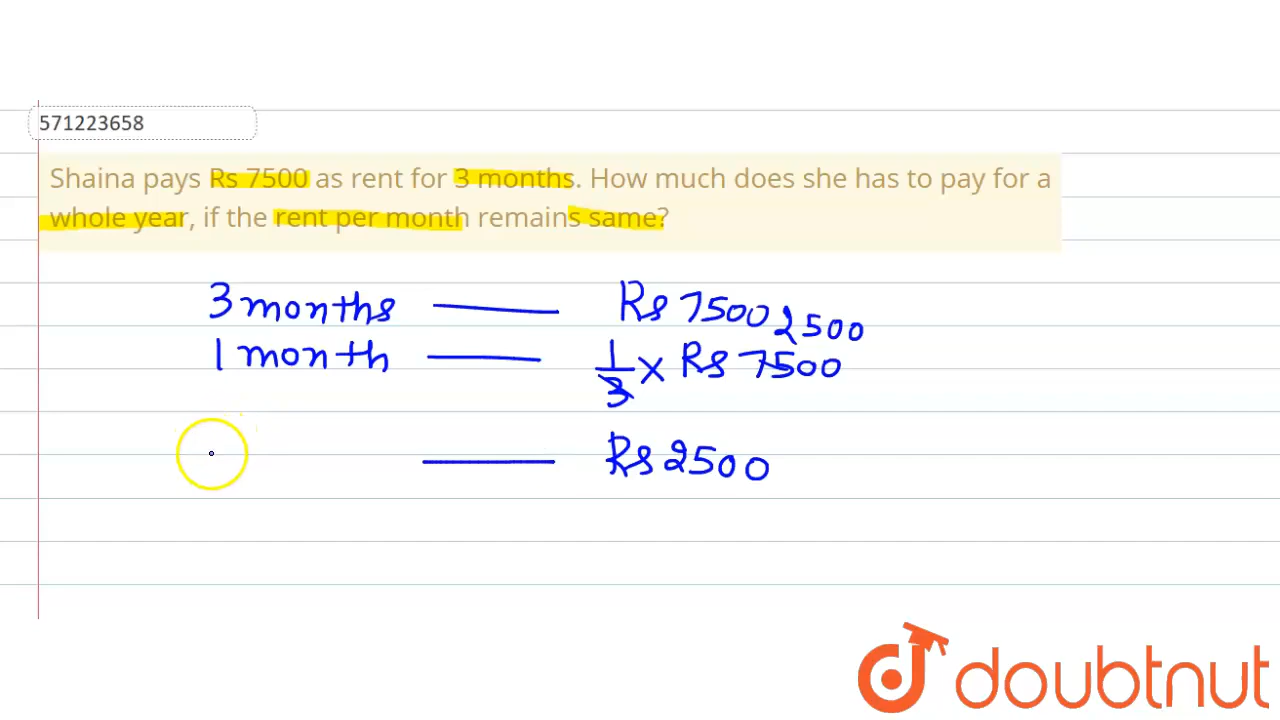 571223658
Shaina pays Rs 7500 as rent for 3 months. How much does she has to pay for a
whole year, if the rent per month remains same?
3 months — Rs 7500
2500
1 month — 1/3 × Rs 7500
— Rs 2500
doubtnut